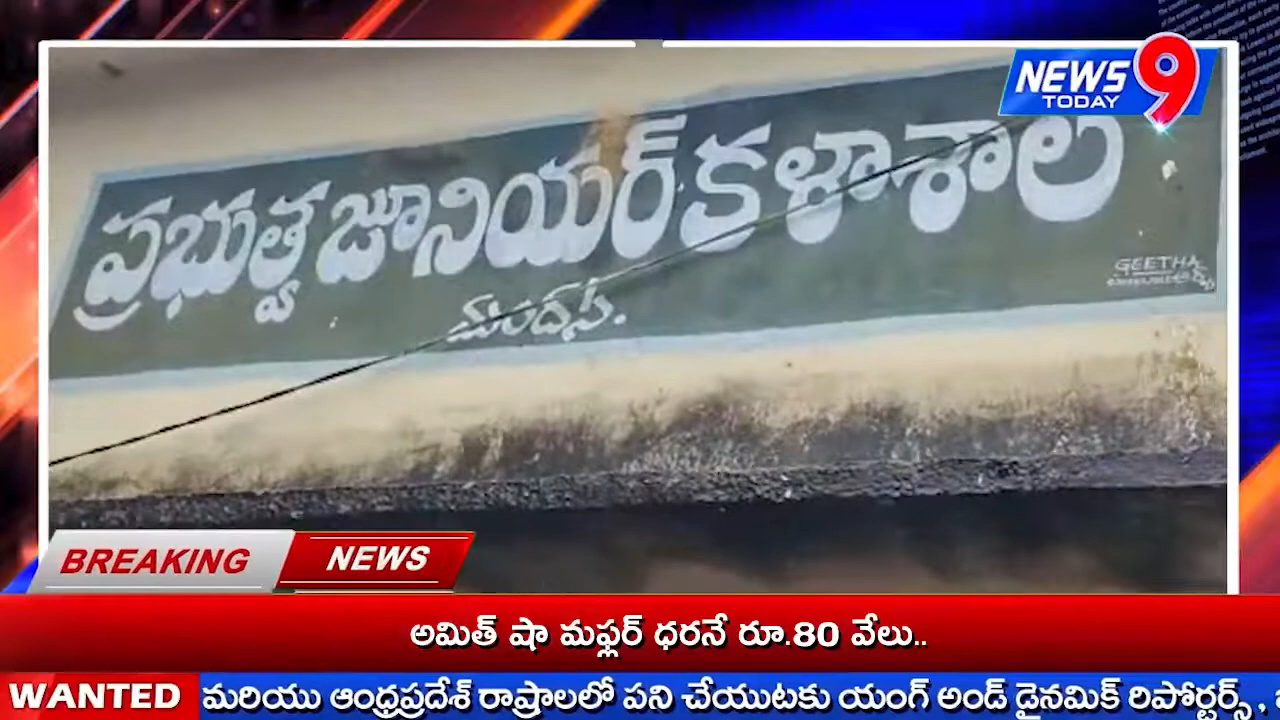 NEWS 9
TODAY
ప్రభుత్వ జూనియర్ కళాశాల
మందస.
GEETHA
BREAKING NEWS
అమిత్ షా మఫ్లర్ ధరనే రూ.80 వేలు..
WANTED మరియు ఆంధ్రప్రదేశ్ రాష్ట్రాలలో పని చేయుటకు యంగ్ అండ్ డైనమిక్ రిపోర్టర్స్ ,